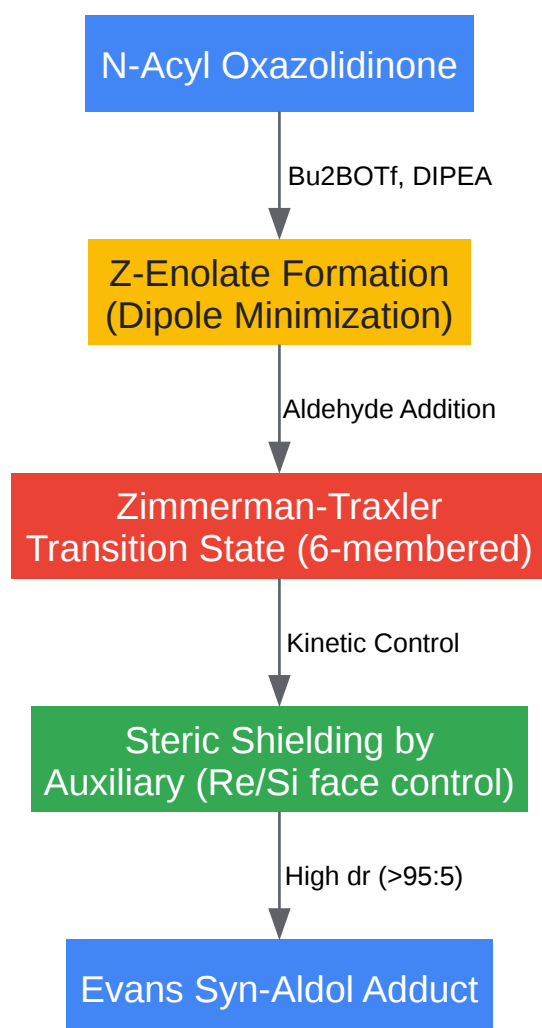 N-Acyl Oxazolidinone
Bu2BOTf, DIPEA
Z-Enolate Formation
(Dipole Minimization)
Aldehyde Addition
Zimmerman-Traxler
Transition State (6-membered)
Kinetic Control
Steric Shielding by
Auxiliary (Re/Si face control)
High dr (>95:5)
Evans Syn-Aldol Adduct